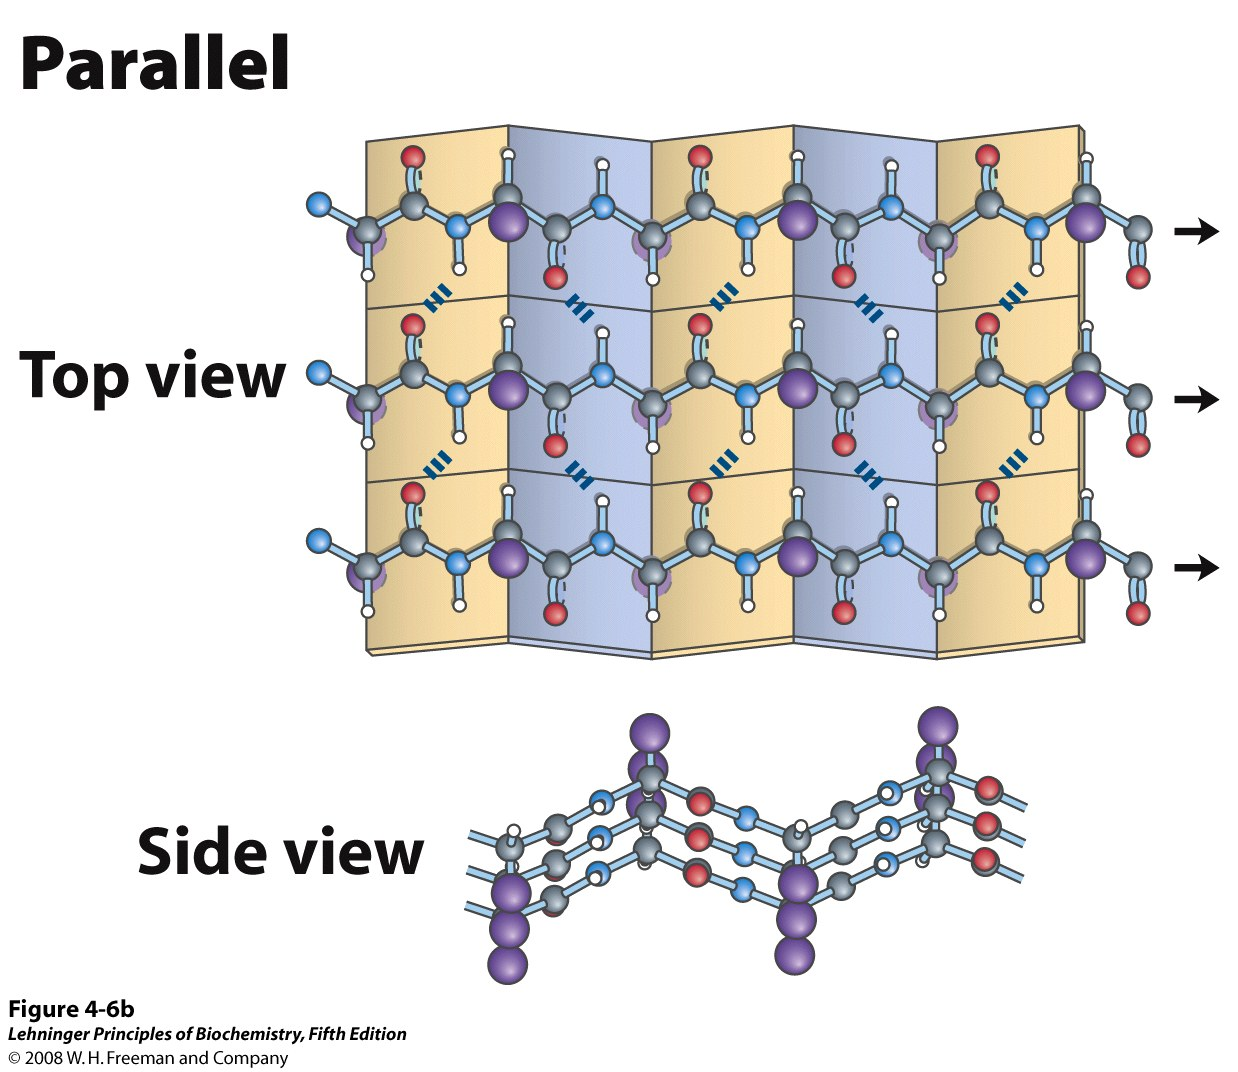 Parallel
Top view
Side view
Figure 4-6b
Lehninger Principles of Biochemistry, Fifth Edition
© 2008 W. H. Freeman and Company